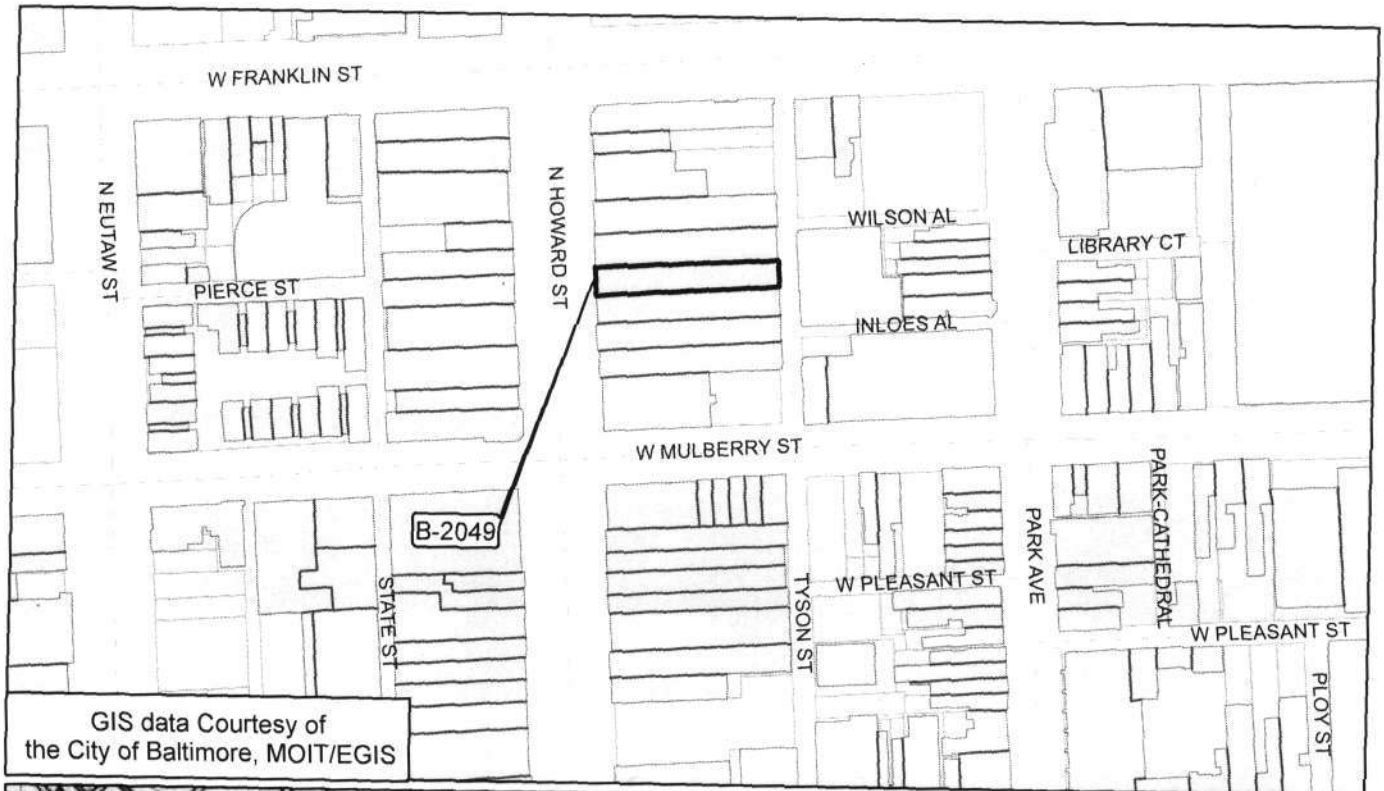 W FRANKLIN ST
N EUTAW ST
N HOWARD ST
WILSON AL
LIBRARY CT
PIERCE ST
INLOES AL
W MULBERRY ST
B-2049
STATE ST
TYSON ST
W PLEASANT ST
PARK AVE
PARK-CATHEDRAL
W PLEASANT ST
PLOY ST
GIS data Courtesy of
the City of Baltimore, MOIT/EGIS